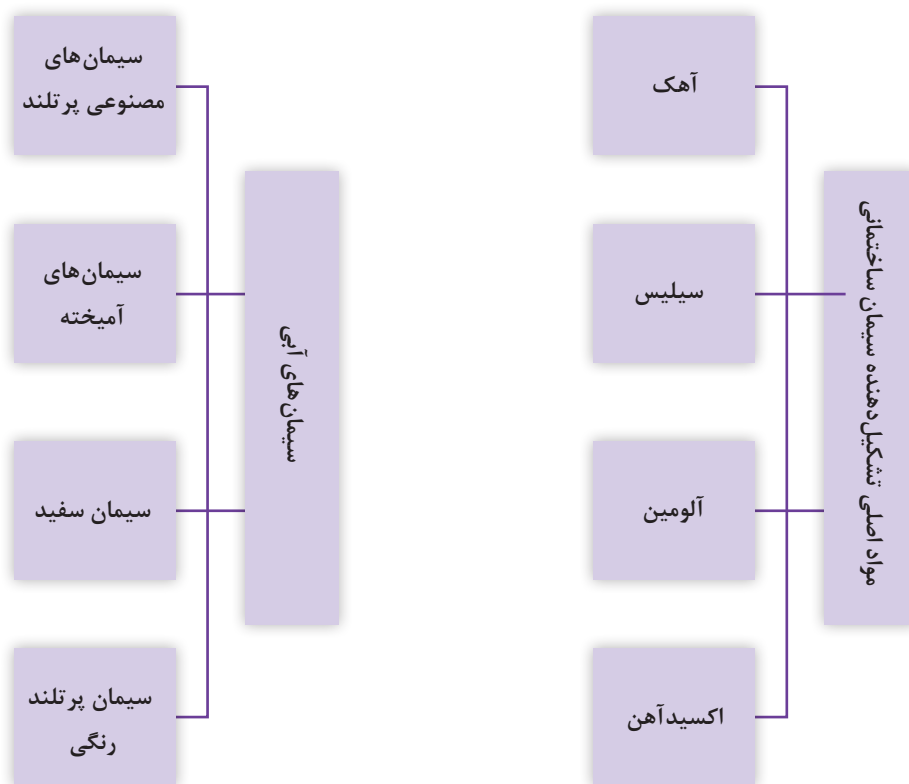 مواد اصلی تشکیل‌دهنده سیمان ساختمانی
آهک
سیلیس
آلومین
اکسیدآهن
سیمان‌های آبی
سیمان‌های
مصنوعی پرتلند
سیمان‌های
آمیخته
سیمان سفید
سیمان پرتلند
رنگی